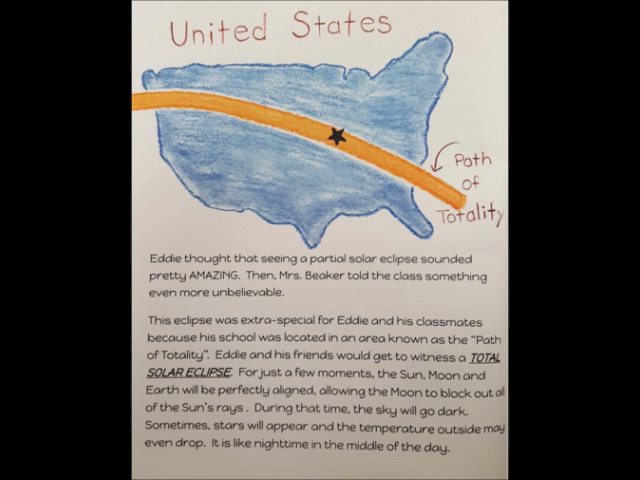 United States
Path
of
Totality
Eddie thought that seeing a partial solar eclipse sounded
pretty AMAZING. Then, Mrs. Beaker told the class something
even more unbelievable.
This eclipse was extra-special for Eddie and his classmates
because his school was located in an area known as the “Path
of Totality”. Eddie and his friends would get to witness a TOTAL
SOLAR ECLIPSE. For just a few moments, the Sun, Moon and
Earth will be perfectly aligned, allowing the Moon to block out all
of the Sun's rays . During that time, the sky will go dark.
Sometimes, stars will appear and the temperature outside may
even drop. It is like nighttime in the middle of the day.